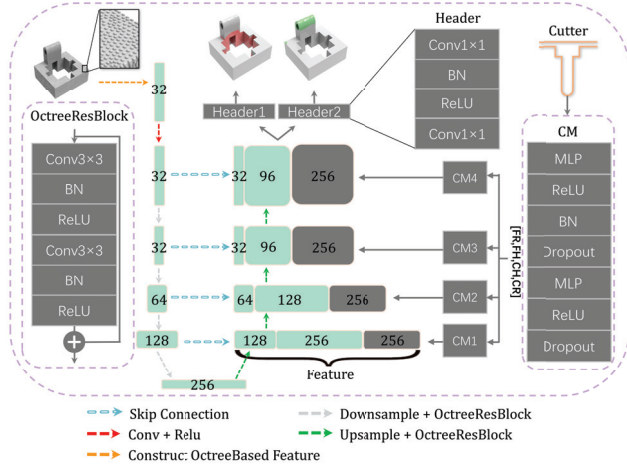 Header
Cutter
Conv1×1
BN
ReLU
Conv1×1
32
OctreeResBlock
Header1
Header2
CM
Conv3×3
BN
ReLU
Conv3×3
BN
ReLU
MLP
ReLU
BN
Dropout
MLP
ReLU
Dropout
32
32
96
256
CM4
32
32
96
256
CM3
[FR,FH,CH,CR]
64
64
128
256
CM2
128
128
256
256
CM1
Feature
256
Skip Connection
Downsample + OctreeResBlock
Conv + Relu
Upsample + OctreeResBlock
Construct OctreeBased Feature